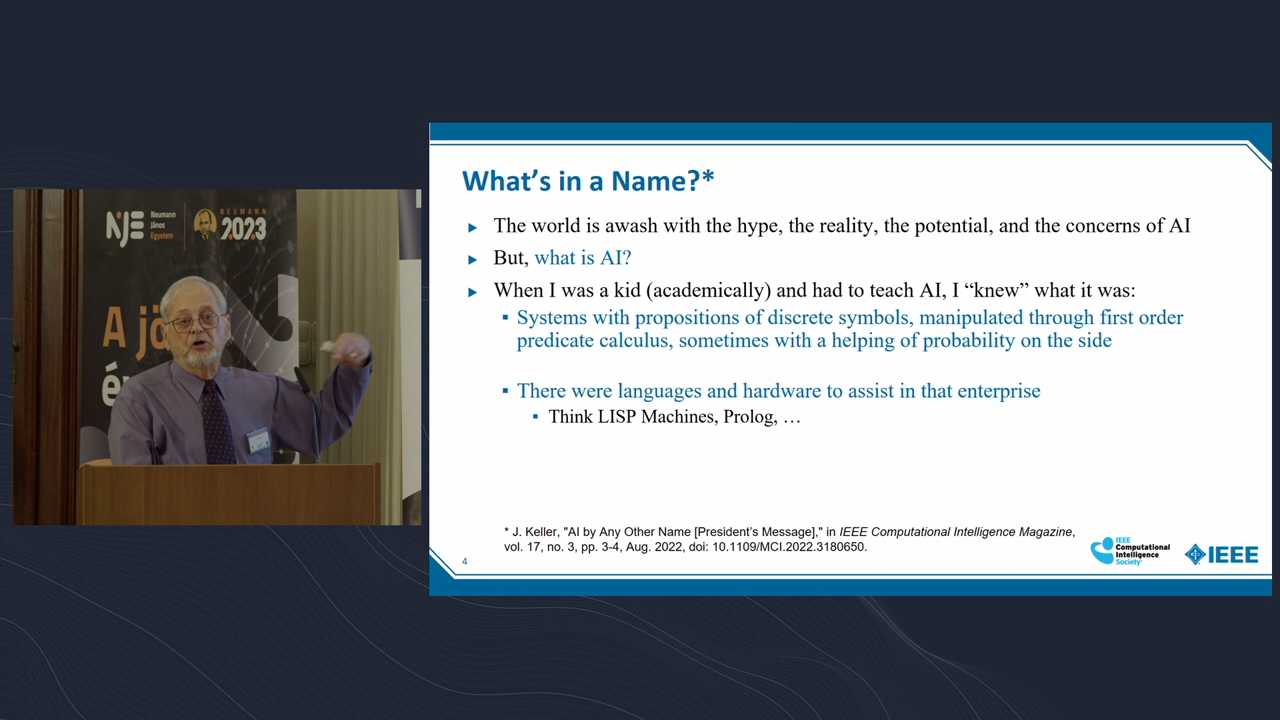 NJE
Neumann
János
Egyetem
NEUMANN
2023
A jö
é
What's in a Name?*
The world is awash with the hype, the reality, the potential, and the concerns of AI
But, what is AI?
When I was a kid (academically) and had to teach AI, I “knew” what it was:
Systems with propositions of discrete symbols, manipulated through first order
predicate calculus, sometimes with a helping of probability on the side
There were languages and hardware to assist in that enterprise
Think LISP Machines, Prolog, …
* J. Keller, "AI by Any Other Name [President's Message]," in IEEE Computational Intelligence Magazine,
vol. 17, no. 3, pp. 3-4, Aug. 2022, doi: 10.1109/MCI.2022.3180650.
4
IEEE
Computational
Intelligence
Society
IEEE